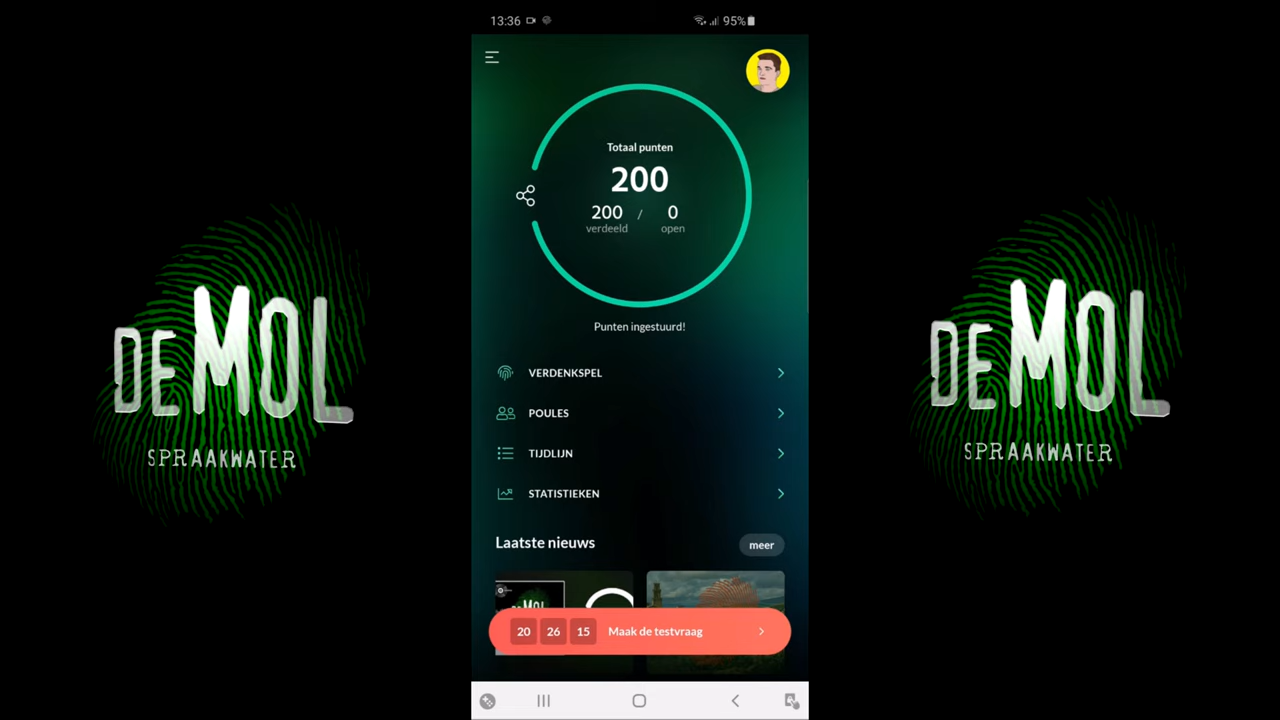 13:36
95%
Totaal punten
200
200 / 0
verdeeld open
Punten ingestuurd!
VERDENKSPEL
POULES
TIJDLIJN
STATISTIEKEN
Laatste nieuws
meer
20 26 15 Maak de testvraag
DE MOL
SPRAAKWATER
DE MOL
SPRAAKWATER